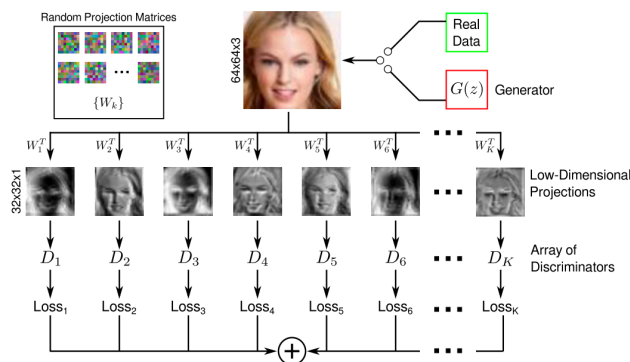 Random Projection Matrices
{W_k}
64x64x3
Real
Data
G(z)
Generator
W_1^T W_2^T W_3^T W_4^T W_5^T W_6^T ... W_K^T
32x32x1
Low-Dimensional
Projections
D_1 D_2 D_3 D_4 D_5 D_6 ... D_K
Array of
Discriminators
Loss_1 Loss_2 Loss_3 Loss_4 Loss_5 Loss_6 ... Loss_K
+